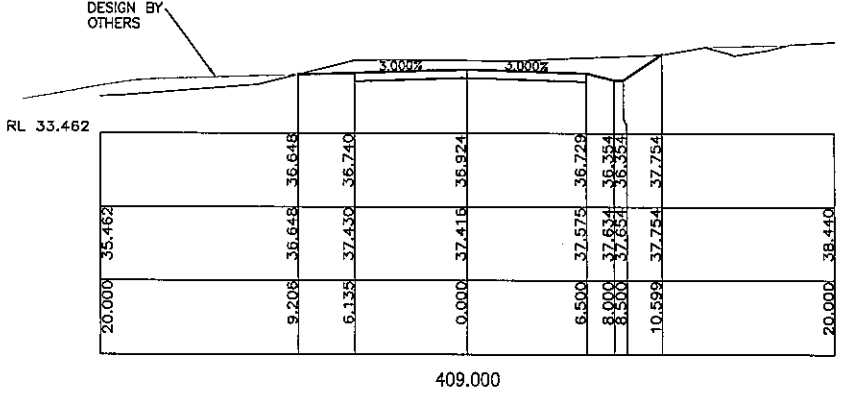 DESIGN BY
OTHERS
3.000% 3.000%
RL 33.462
36.648 36.740 36.924 36.729 36.354 36.354 37.754
35.462 36.648 37.430 37.416 37.575 37.634 37.654 37.754 38.440
20.000 9.206 6.135 0.000 6.500 8.000 8.500 10.599 20.000
409.000